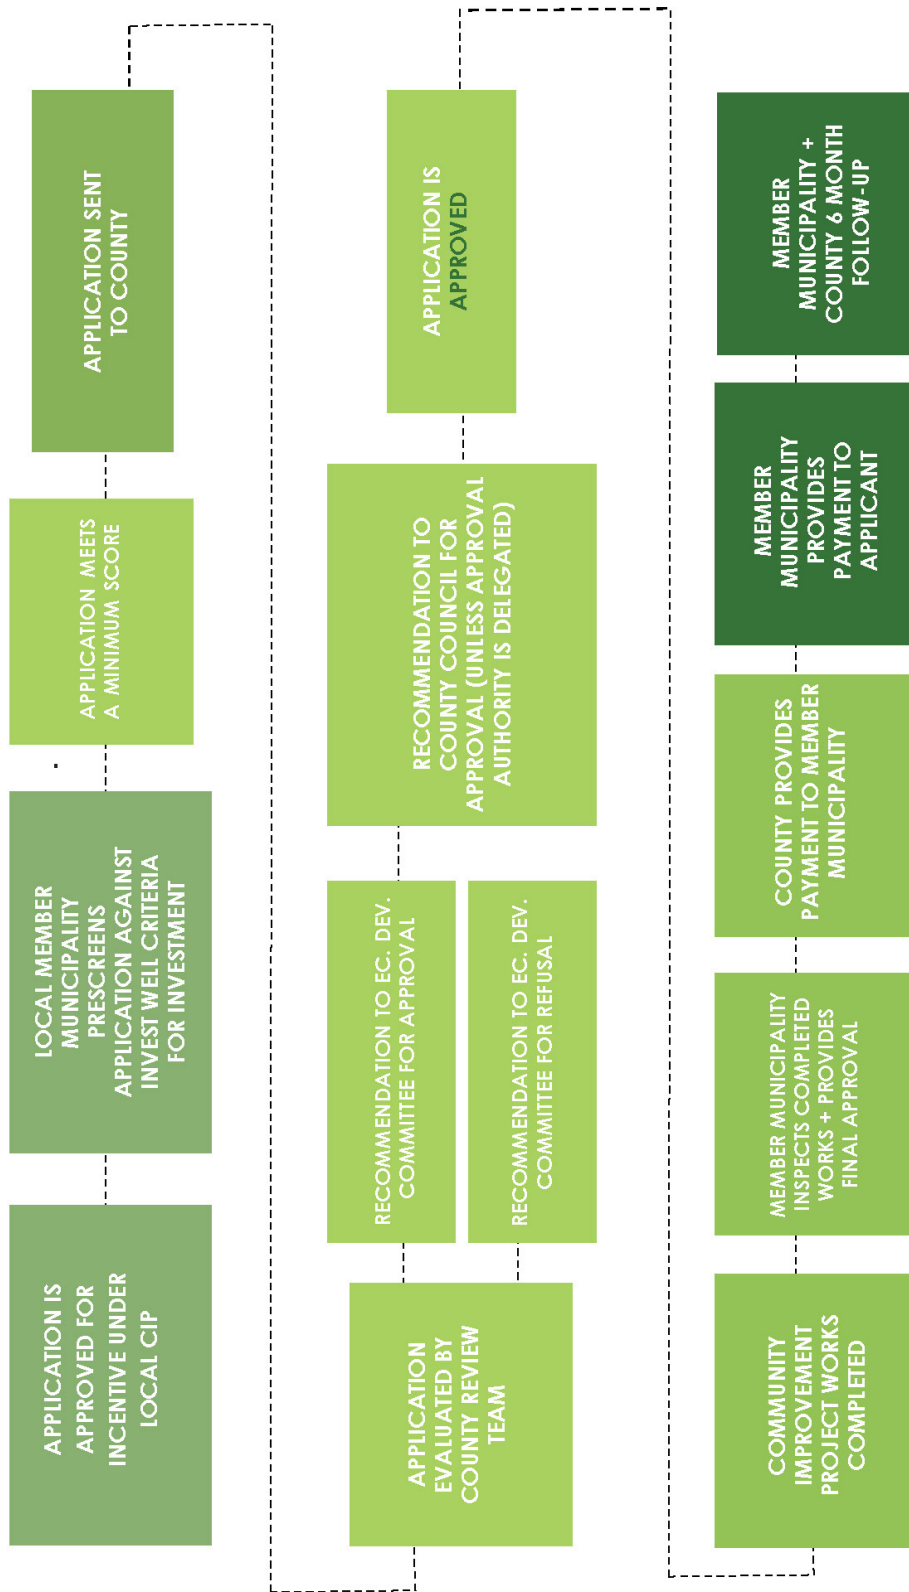 APPLICATION IS
APPROVED FOR
INCENTIVE UNDER
LOCAL CIP
LOCAL MEMBER
MUNICIPALITY
PRESCREENS
APPLICATION AGAINST
INVEST WELL CRITERIA
FOR INVESTMENT
APPLICATION MEETS
A MINIMUM SCORE
APPLICATION SENT
TO COUNTY
APPLICATION
EVALUATED BY
COUNTY REVIEW
TEAM
RECOMMENDATION TO EC. DEV.
COMMITTEE FOR APPROVAL
RECOMMENDATION TO EC. DEV.
COMMITTEE FOR REFUSAL
RECOMMENDATION TO
COUNTY COUNCIL FOR
APPROVAL (UNLESS APPROVAL
AUTHORITY IS DELEGATED)
APPLICATION IS
APPROVED
COMMUNITY
IMPROVEMENT
PROJECT WORKS
COMPLETED
MEMBER MUNICIPALITY
INSPECTS COMPLETED
WORKS + PROVIDES
FINAL APPROVAL
COUNTY PROVIDES
PAYMENT TO MEMBER
MUNICIPALITY
MEMBER
MUNICIPALITY
PROVIDES
PAYMENT TO
APPLICANT
MEMBER
MUNICIPALITY +
COUNTY 6 MONTH
FOLLOW-UP